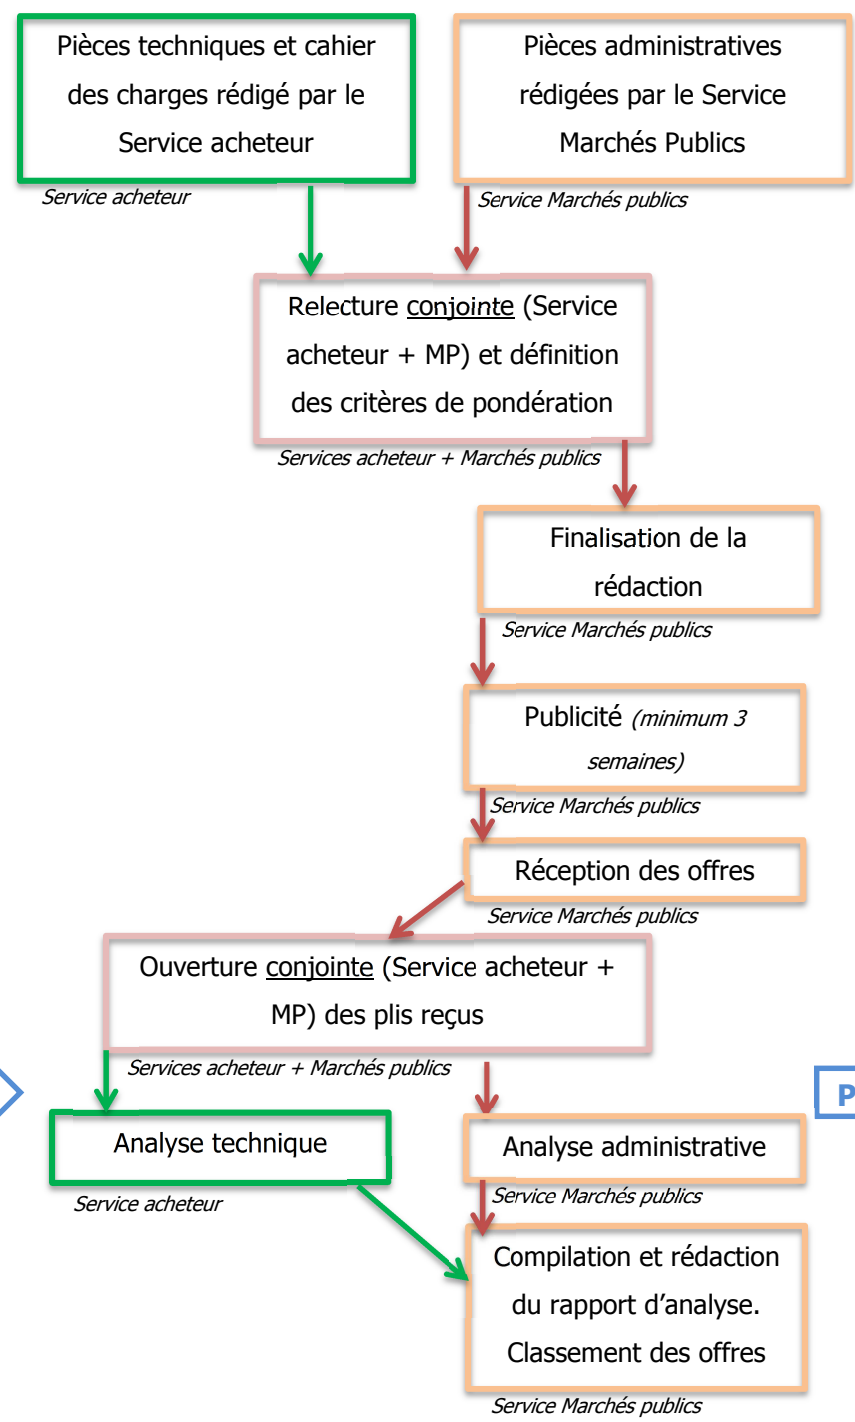 Pièces techniques et cahier
des charges rédigé par le
Service acheteur
Service acheteur
Pièces administratives
rédigées par le Service
Marchés Publics
Service Marchés publics
Relecture conjointe (Service
acheteur + MP) et définition
des critères de pondération
Services acheteur + Marchés publics
Finalisation de la
rédaction
Service Marchés publics
Publicité (minimum 3
semaines)
Service Marchés publics
Réception des offres
Service Marchés publics
Ouverture conjointe (Service acheteur +
MP) des plis reçus
Services acheteur + Marchés publics
P
Analyse technique
Service acheteur
Analyse administrative
Service Marchés publics
Compilation et rédaction
du rapport d’analyse.
Classement des offres
Service Marchés publics